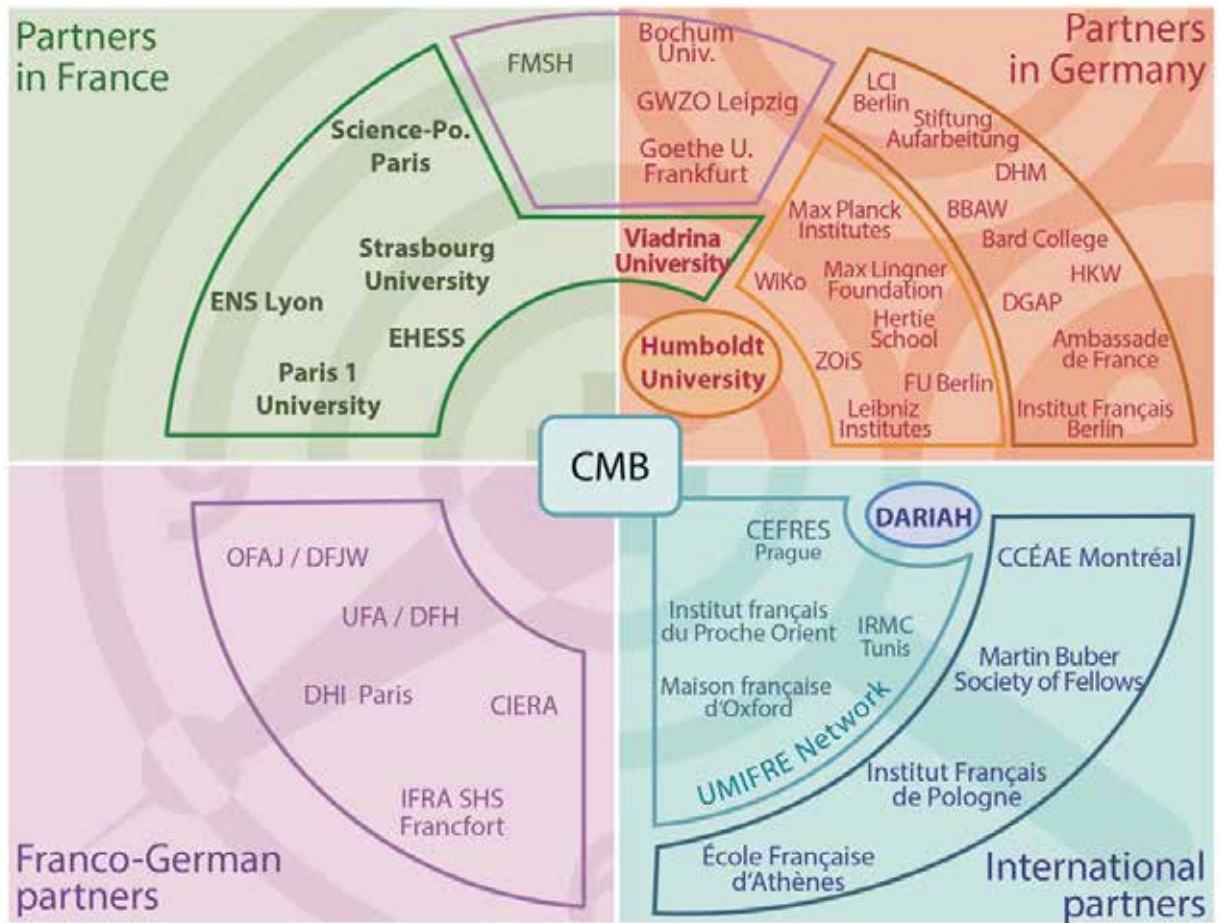 Partners
in France
FMSH
Science-Po.
Paris
Strasbourg
University
ENS Lyon
EHESS
Paris 1
University
Partners
in Germany
Bochum
Univ.
GWZO Leipzig
Goethe U.
Frankfurt
Viadrina
University
Humboldt
University
LCI
Berlin
Stiftung
Aufarbeitung
DHM
BBAW
Bard College
HKW
DGAP
Ambassade
de France
Institut Français
Berlin
Max Planck
Institutes
WiKo
Max Lingner
Foundation
Hertie
School
ZOiS
FU Berlin
Leibniz
Institutes
CMB
OFAJ / DFJW
UFA / DFH
DHI Paris
CIERA
IFRA SHS
Francfort
Franco-German
partners
CEFRES
Prague
DARIAH
Institut français
du Proche Orient
IRMC
Tunis
Maison française
d'Oxford
UMIFRE Network
CCÉAE Montréal
Martin Buber
Society of Fellows
Institut Français
de Pologne
École Française
d'Athènes
International
partners